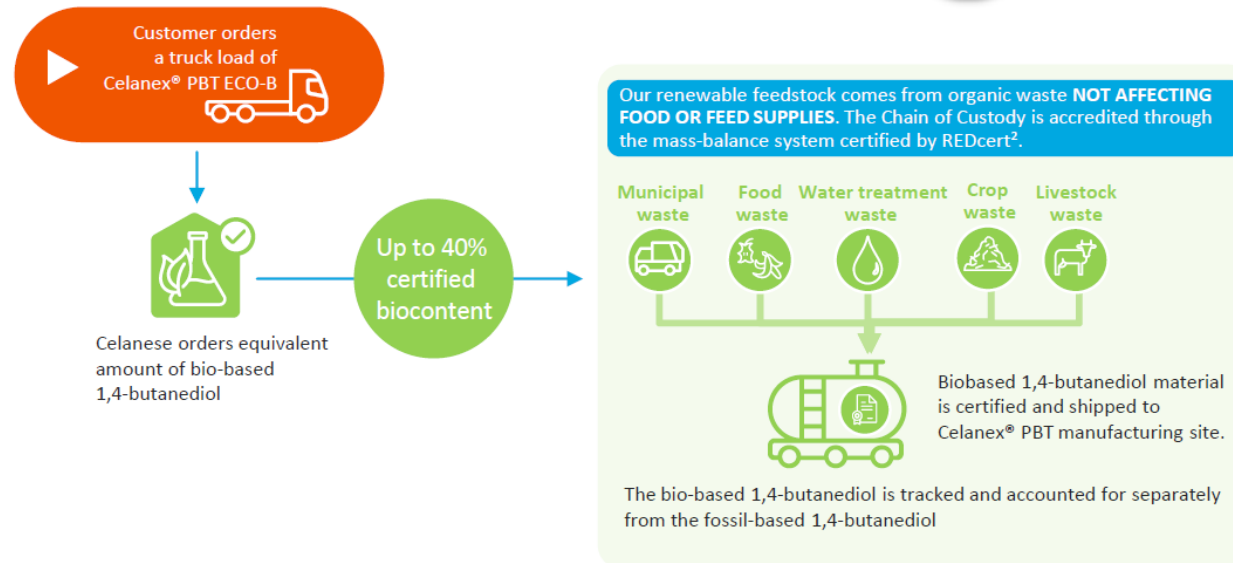 Customer orders
a truck load of
Celanex® PBT ECO-B
Celanese orders equivalent
amount of bio-based
1,4-butanediol
Up to 40%
certified
biocontent
Our renewable feedstock comes from organic waste NOT AFFECTING
FOOD OR FEED SUPPLIES. The Chain of Custody is accredited through
the mass-balance system certified by REDcert².
Municipal
waste
Food
waste
Water treatment
waste
Crop
waste
Livestock
waste
Biobased 1,4-butanediol material
is certified and shipped to
Celanex® PBT manufacturing site.
The bio-based 1,4-butanediol is tracked and accounted for separately
from the fossil-based 1,4-butanediol